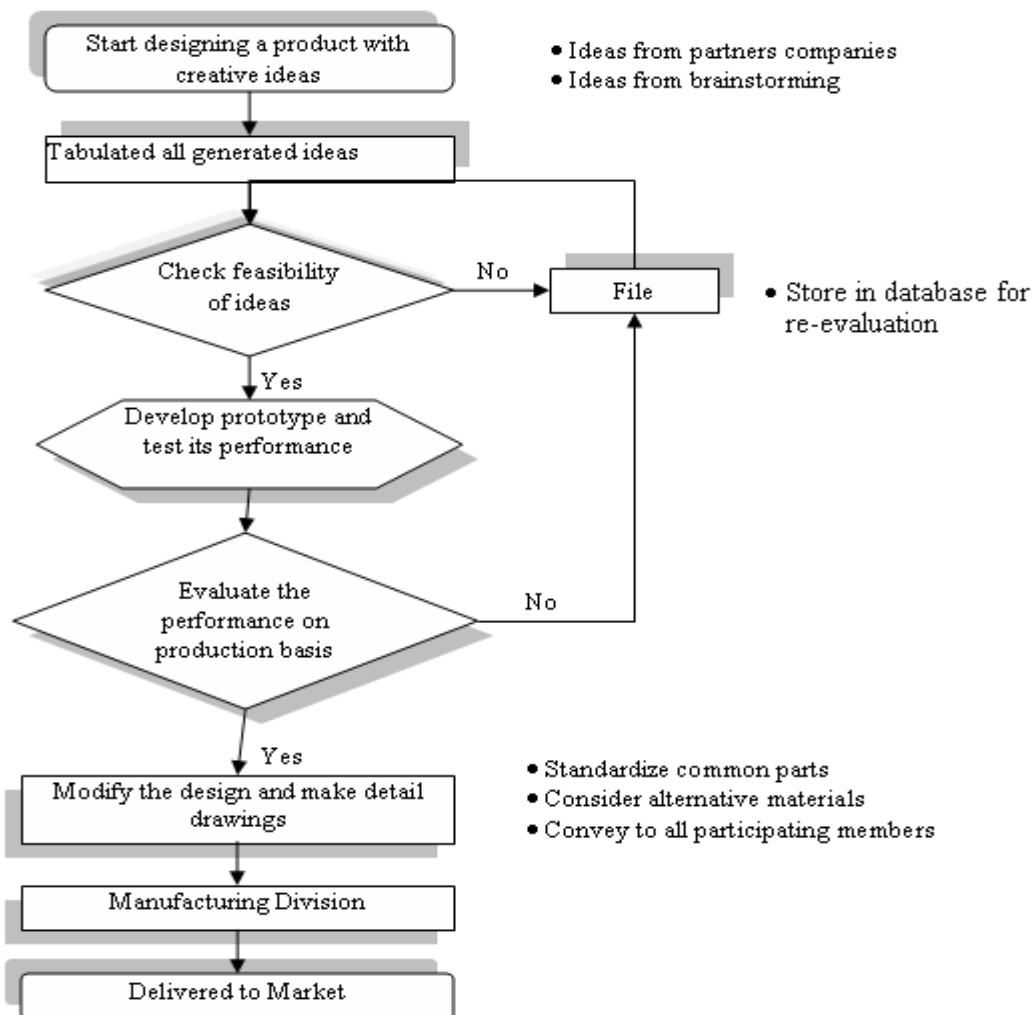 Start designing a product with
creative ideas
• Ideas from partners companies
• Ideas from brainstorming
Tabulated all generated ideas
Check feasibility
of ideas
No
File
• Store in database for
re-evaluation
Yes
Develop prototype and
test its performance
Evaluate the
performance on
production basis
No
Yes
Modify the design and make detail
drawings
• Standardize common parts
• Consider alternative materials
• Convey to all participating members
Manufacturing Division
Delivered to Market